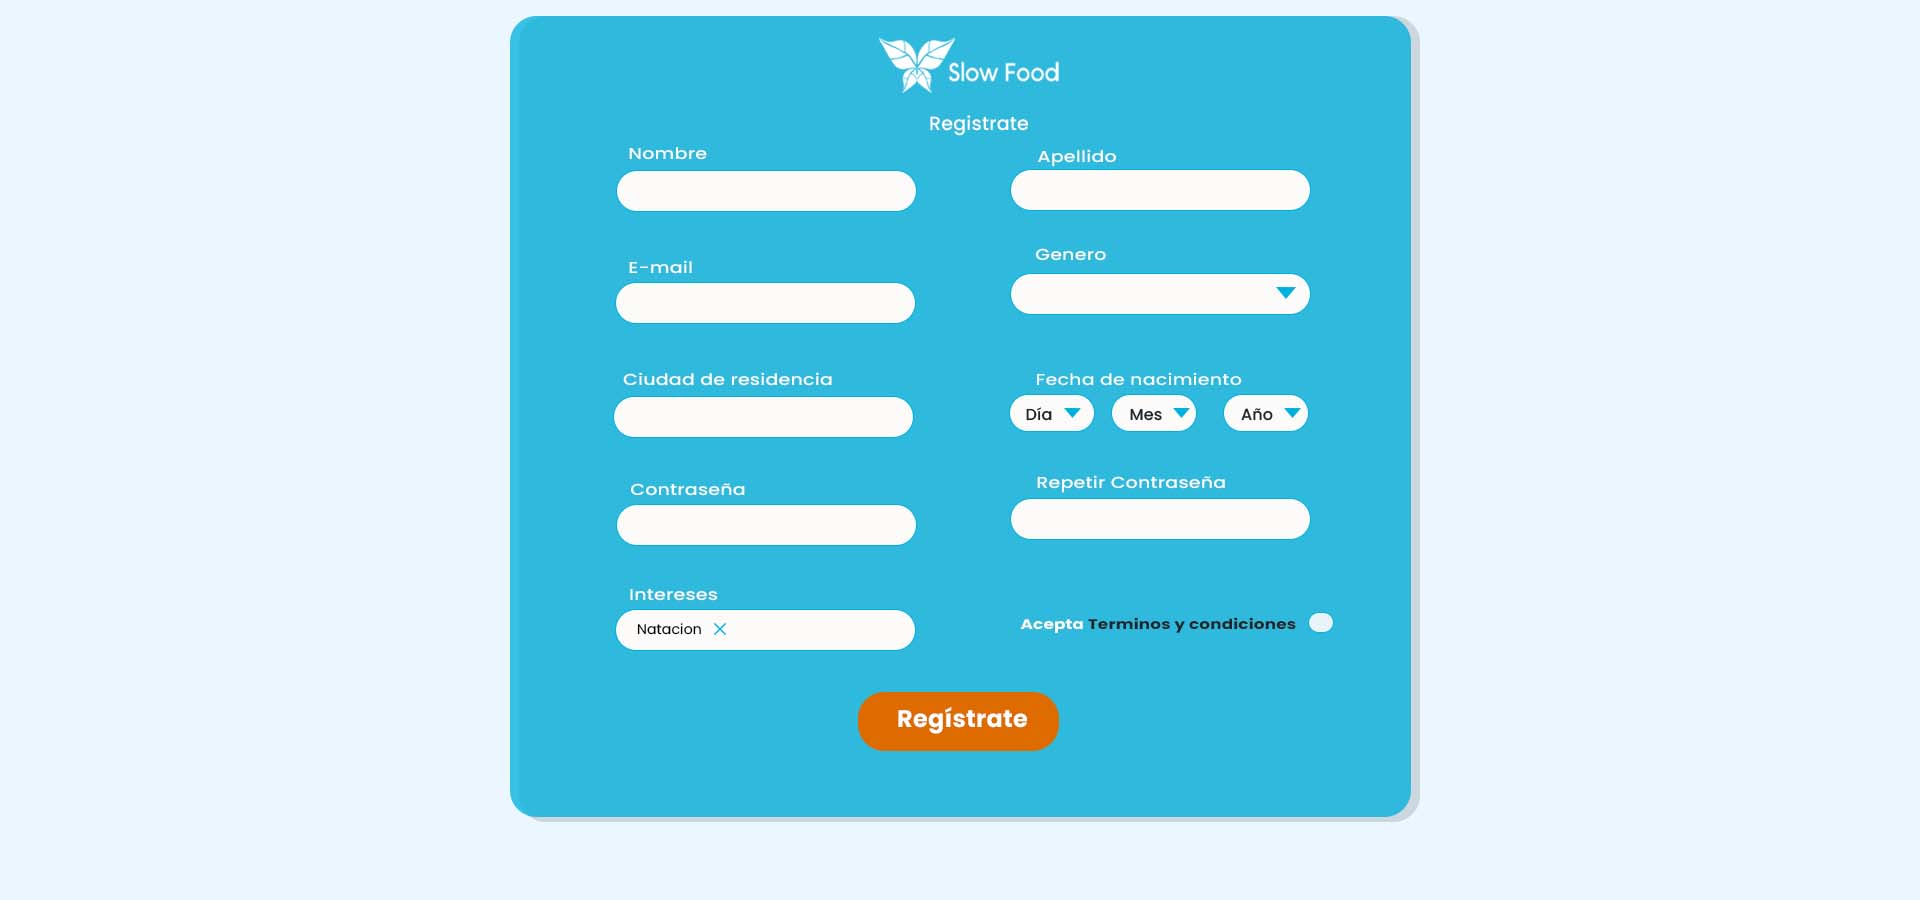 Slow Food
Registrate
Nombre
Apellido
E-mail
Genero
Ciudad de residencia
Fecha de nacimiento
Día
Mes
Año
Contraseña
Repetir Contraseña
Intereses
Natacion
Acepta Terminos y condiciones
Regístrate